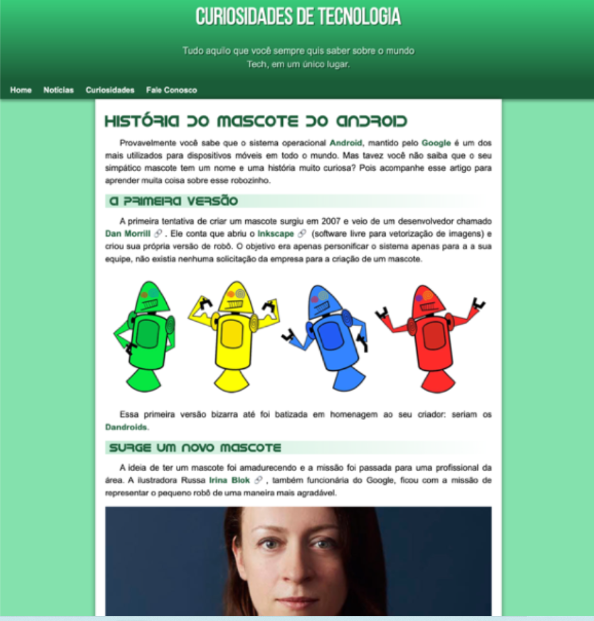 CURIOSIDADES DE TECNOLOGIA
Tudo aquilo que você sempre quis saber sobre o mundo
Tech, em um único lugar.
Home Notícias Curiosidades Fale Conosco
HISTÓRIA DO MASCOTE DO ANDROID
Provavelmente você sabe que o sistema operacional Android, mantido pelo Google é um dos
mais utilizados para dispositivos móveis em todo o mundo. Mas tavez você não saiba que o seu
simpático mascote tem um nome e uma história muito curiosa? Pois acompanhe esse artigo para
aprender muita coisa sobre esse robozinho.
A PRIMEIRA VERSÃO
A primeira tentativa de criar um mascote surgiu em 2007 e veio de um desenvolvedor chamado
Dan Morrill . Ele conta que abriu o Inkscape (software livre para vetorização de imagens) e
criou sua própria versão de robô. O objetivo era apenas personificar o sistema apenas para a a sua
equipe, não existia nenhuma solicitação da empresa para a criação de um mascote.
Essa primeira versão bizarra até foi batizada em homenagem ao seu criador: seriam os
Dandroids.
SURGE UM NOVO MASCOTE
A ideia de ter um mascote foi amadurecendo e a missão foi passada para uma profissional da
área. A ilustradora Russa Irina Blok , também funcionária do Google, ficou com a missão de
representar o pequeno robô de uma maneira mais agradável.